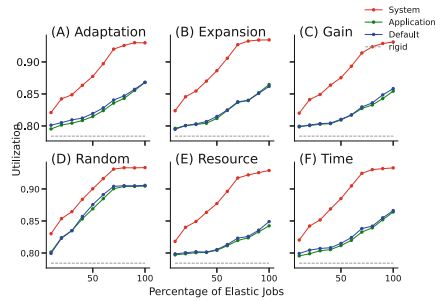 System
Application
Default
rigid
(A) Adaptation
(B) Expansion
(C) Gain
0.90
0.85
0.80
(D) Random
(E) Resource
(F) Time
0.90
0.85
0.80
Utilization
50
100
50
100
50
100
Percentage of Elastic Jobs